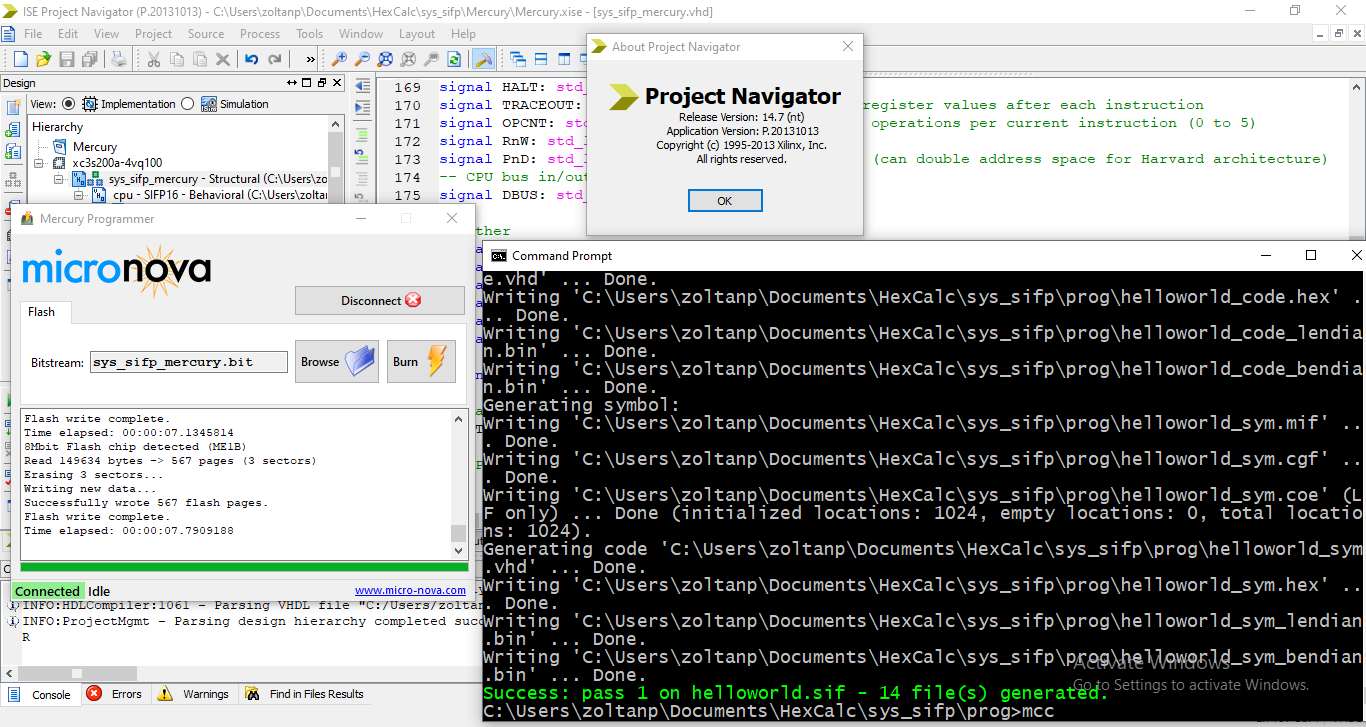 ISE Project Navigator (P.20131013) - C:\Users\zoltanp\Documents\HexCalc\sys_sifp\Mercury\Mercury.xise - [sys_sifp_mercury.vhd]
File Edit View Project Source Process Tools Window Layout Help
»
Design
View: Implementation Simulation
Hierarchy
Mercury
xc3s200a-4vq100
sys_sifp_mercury - Structural (C:\Users\zo
cpu - SIFP16 - Behavioral (C:\Users\zoltar
169 signal HALT: std_
170 signal TRACEOUT: register values after each instruction
171 signal OPCNT: std operations per current instruction (0 to 5)
172 signal RnW: std_l
173 signal PnD: std_l (can double address space for Harvard architecture)
174 -- CPU bus in/out
175 signal DBUS: std_
ther
About Project Navigator
Project Navigator
Release Version: 14.7 (nt)
Application Version: P.20131013
Copyright (c) 1995-2013 Xilinx, Inc.
All rights reserved.
OK
Mercury Programmer
micronova
Disconnect
Flash
Bitstream: sys_sifp_mercury.bit Browse Burn
Flash write complete.
Time elapsed: 00:00:07.1345814
8Mbit Flash chip detected (ME1B)
Read 149634 bytes -> 567 pages (3 sectors)
Erasing 3 sectors...
Writing new data...
Successfully wrote 567 flash pages.
Flash write complete.
Time elapsed: 00:00:07.7909188
Connected Idle www.micro-nova.com
INFO:HDLCompiler:1061 - Parsing VHDL file "C:/Users/zoltan
INFO:ProjectMgmt - Parsing design hierarchy completed succ
R
Console Errors Warnings Find in Files Results
Command Prompt
e.vhd' ... Done.
Writing 'C:\Users\zoltanp\Documents\HexCalc\sys_sifp\prog\helloworld_code.hex' .
.. Done.
Writing 'C:\Users\zoltanp\Documents\HexCalc\sys_sifp\prog\helloworld_code_lendia
n.bin' ... Done.
Writing 'C:\Users\zoltanp\Documents\HexCalc\sys_sifp\prog\helloworld_code_bendia
n.bin' ... Done.
Generating symbol:
Writing 'C:\Users\zoltanp\Documents\HexCalc\sys_sifp\prog\helloworld_sym.mif' ..
. Done.
Writing 'C:\Users\zoltanp\Documents\HexCalc\sys_sifp\prog\helloworld_sym.cgf' ..
. Done.
Writing 'C:\Users\zoltanp\Documents\HexCalc\sys_sifp\prog\helloworld_sym.coe' (L
F only) ... Done (initialized locations: 1024, empty locations: 0, total locatio
ns: 1024).
Generating code 'C:\Users\zoltanp\Documents\HexCalc\sys_sifp\prog\helloworld_sym
.vhd' ... Done.
Writing 'C:\Users\zoltanp\Documents\HexCalc\sys_sifp\prog\helloworld_sym.hex' ..
. Done.
Writing 'C:\Users\zoltanp\Documents\HexCalc\sys_sifp\prog\helloworld_sym_lendian
.bin' ... Done.
Writing 'C:\Users\zoltanp\Documents\HexCalc\sys_sifp\prog\helloworld_sym_bendian
.bin' ... Done.
Success: pass 1 on helloworld.sif - 14 file(s) generated.
C:\Users\zoltanp\Documents\HexCalc\sys_sifp\prog>mcc
Activate Windows
Go to Settings to activate Windows.